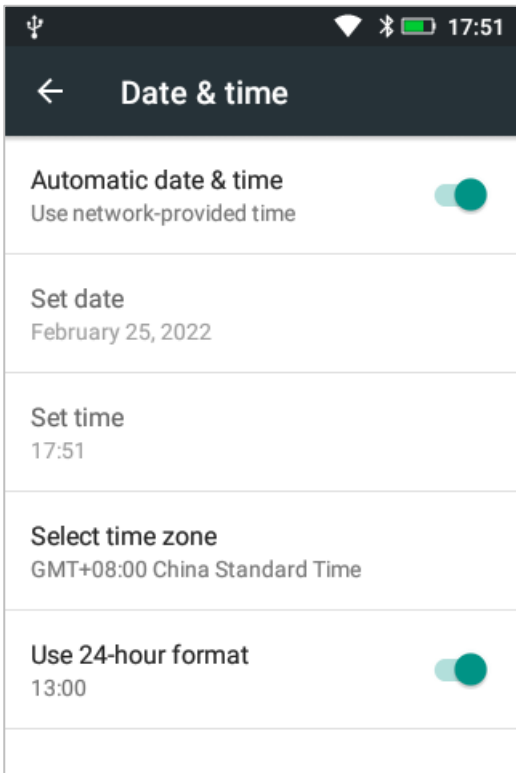 17:51
Date & time
Automatic date & time
Use network-provided time
Set date
February 25, 2022
Set time
17:51
Select time zone
GMT+08:00 China Standard Time
Use 24-hour format
13:00